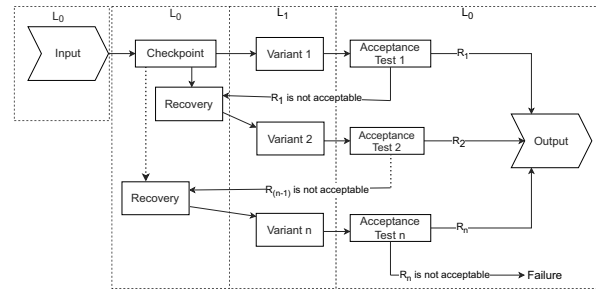 L0
L0
L1
L0
Input
Checkpoint
Variant 1
Acceptance
Test 1
R1
Recovery
R1 is not acceptable
Variant 2
Acceptance
Test 2
R2
Output
Recovery
R(n-1) is not acceptable
Variant n
Acceptance
Test n
Rn
Rn is not acceptable
Failure